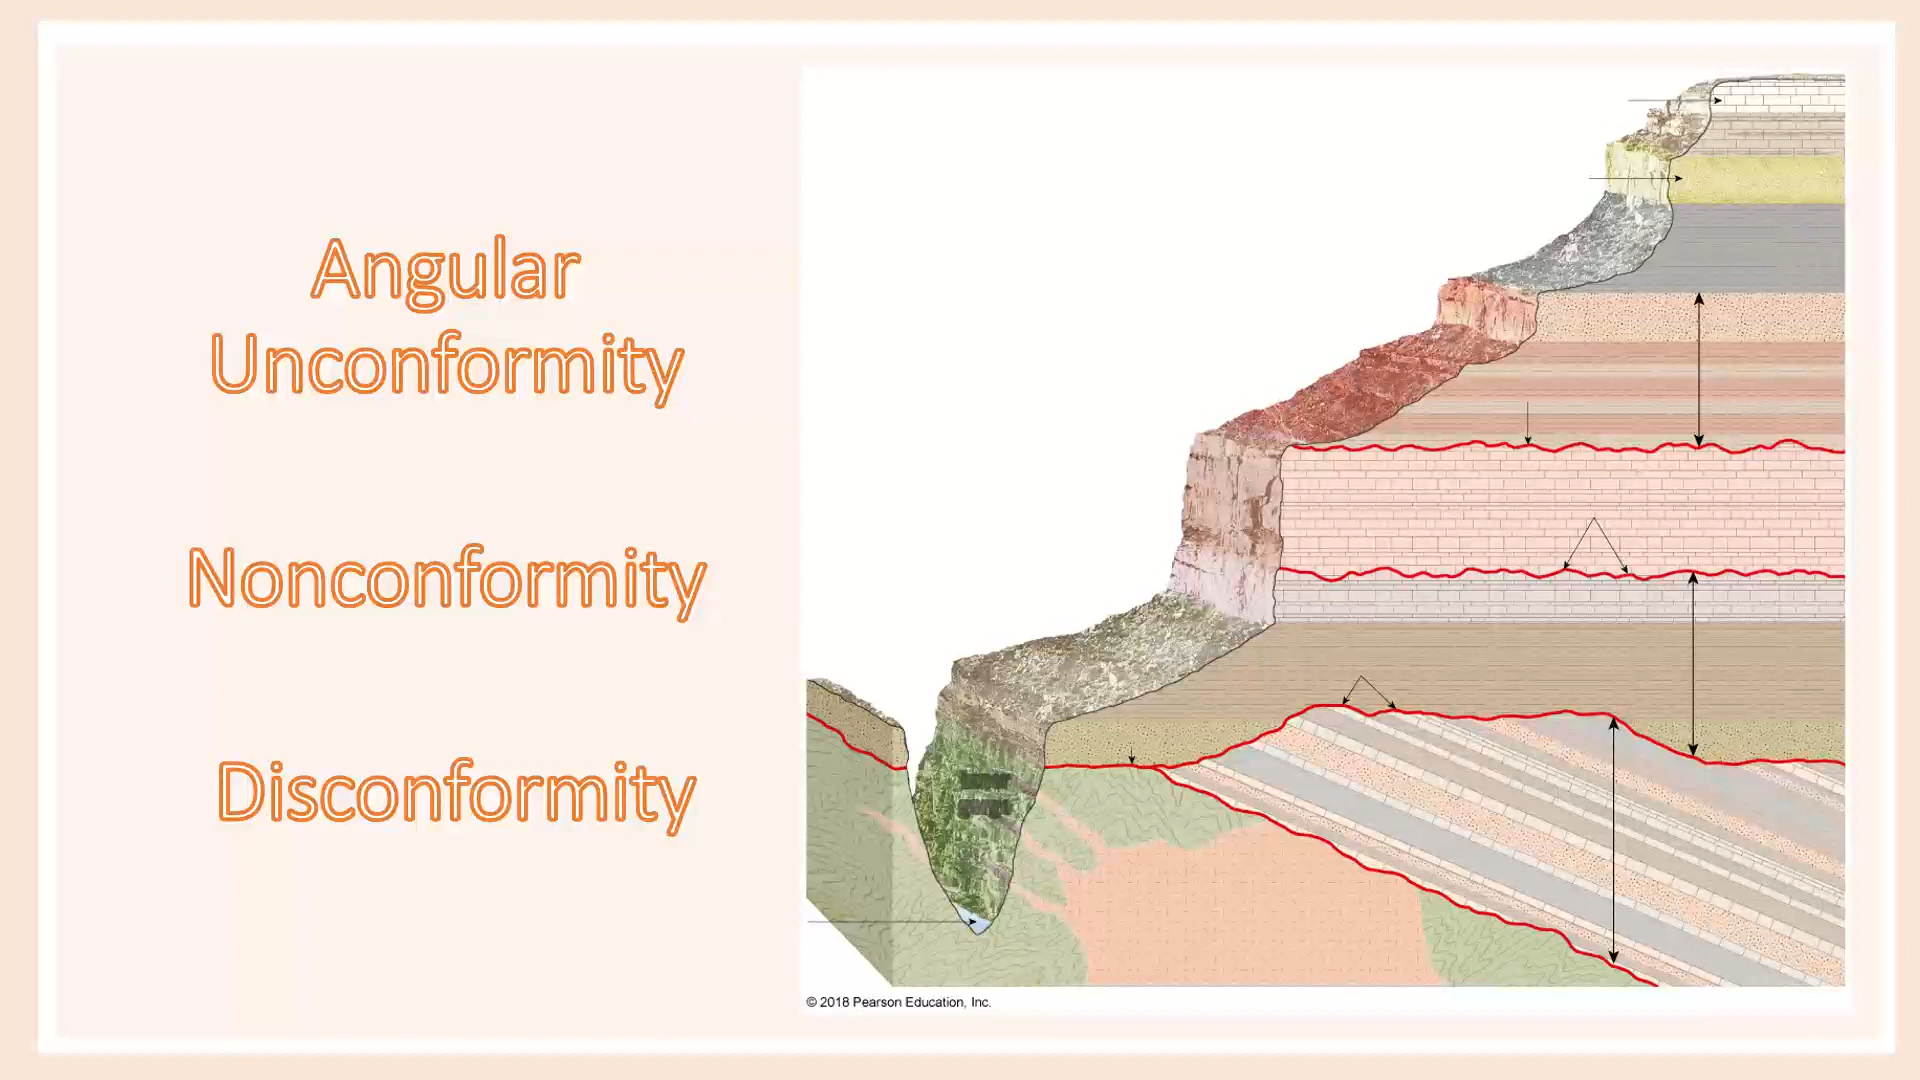 Angular
Unconformity
Nonconformity
Disconformity
© 2018 Pearson Education, Inc.